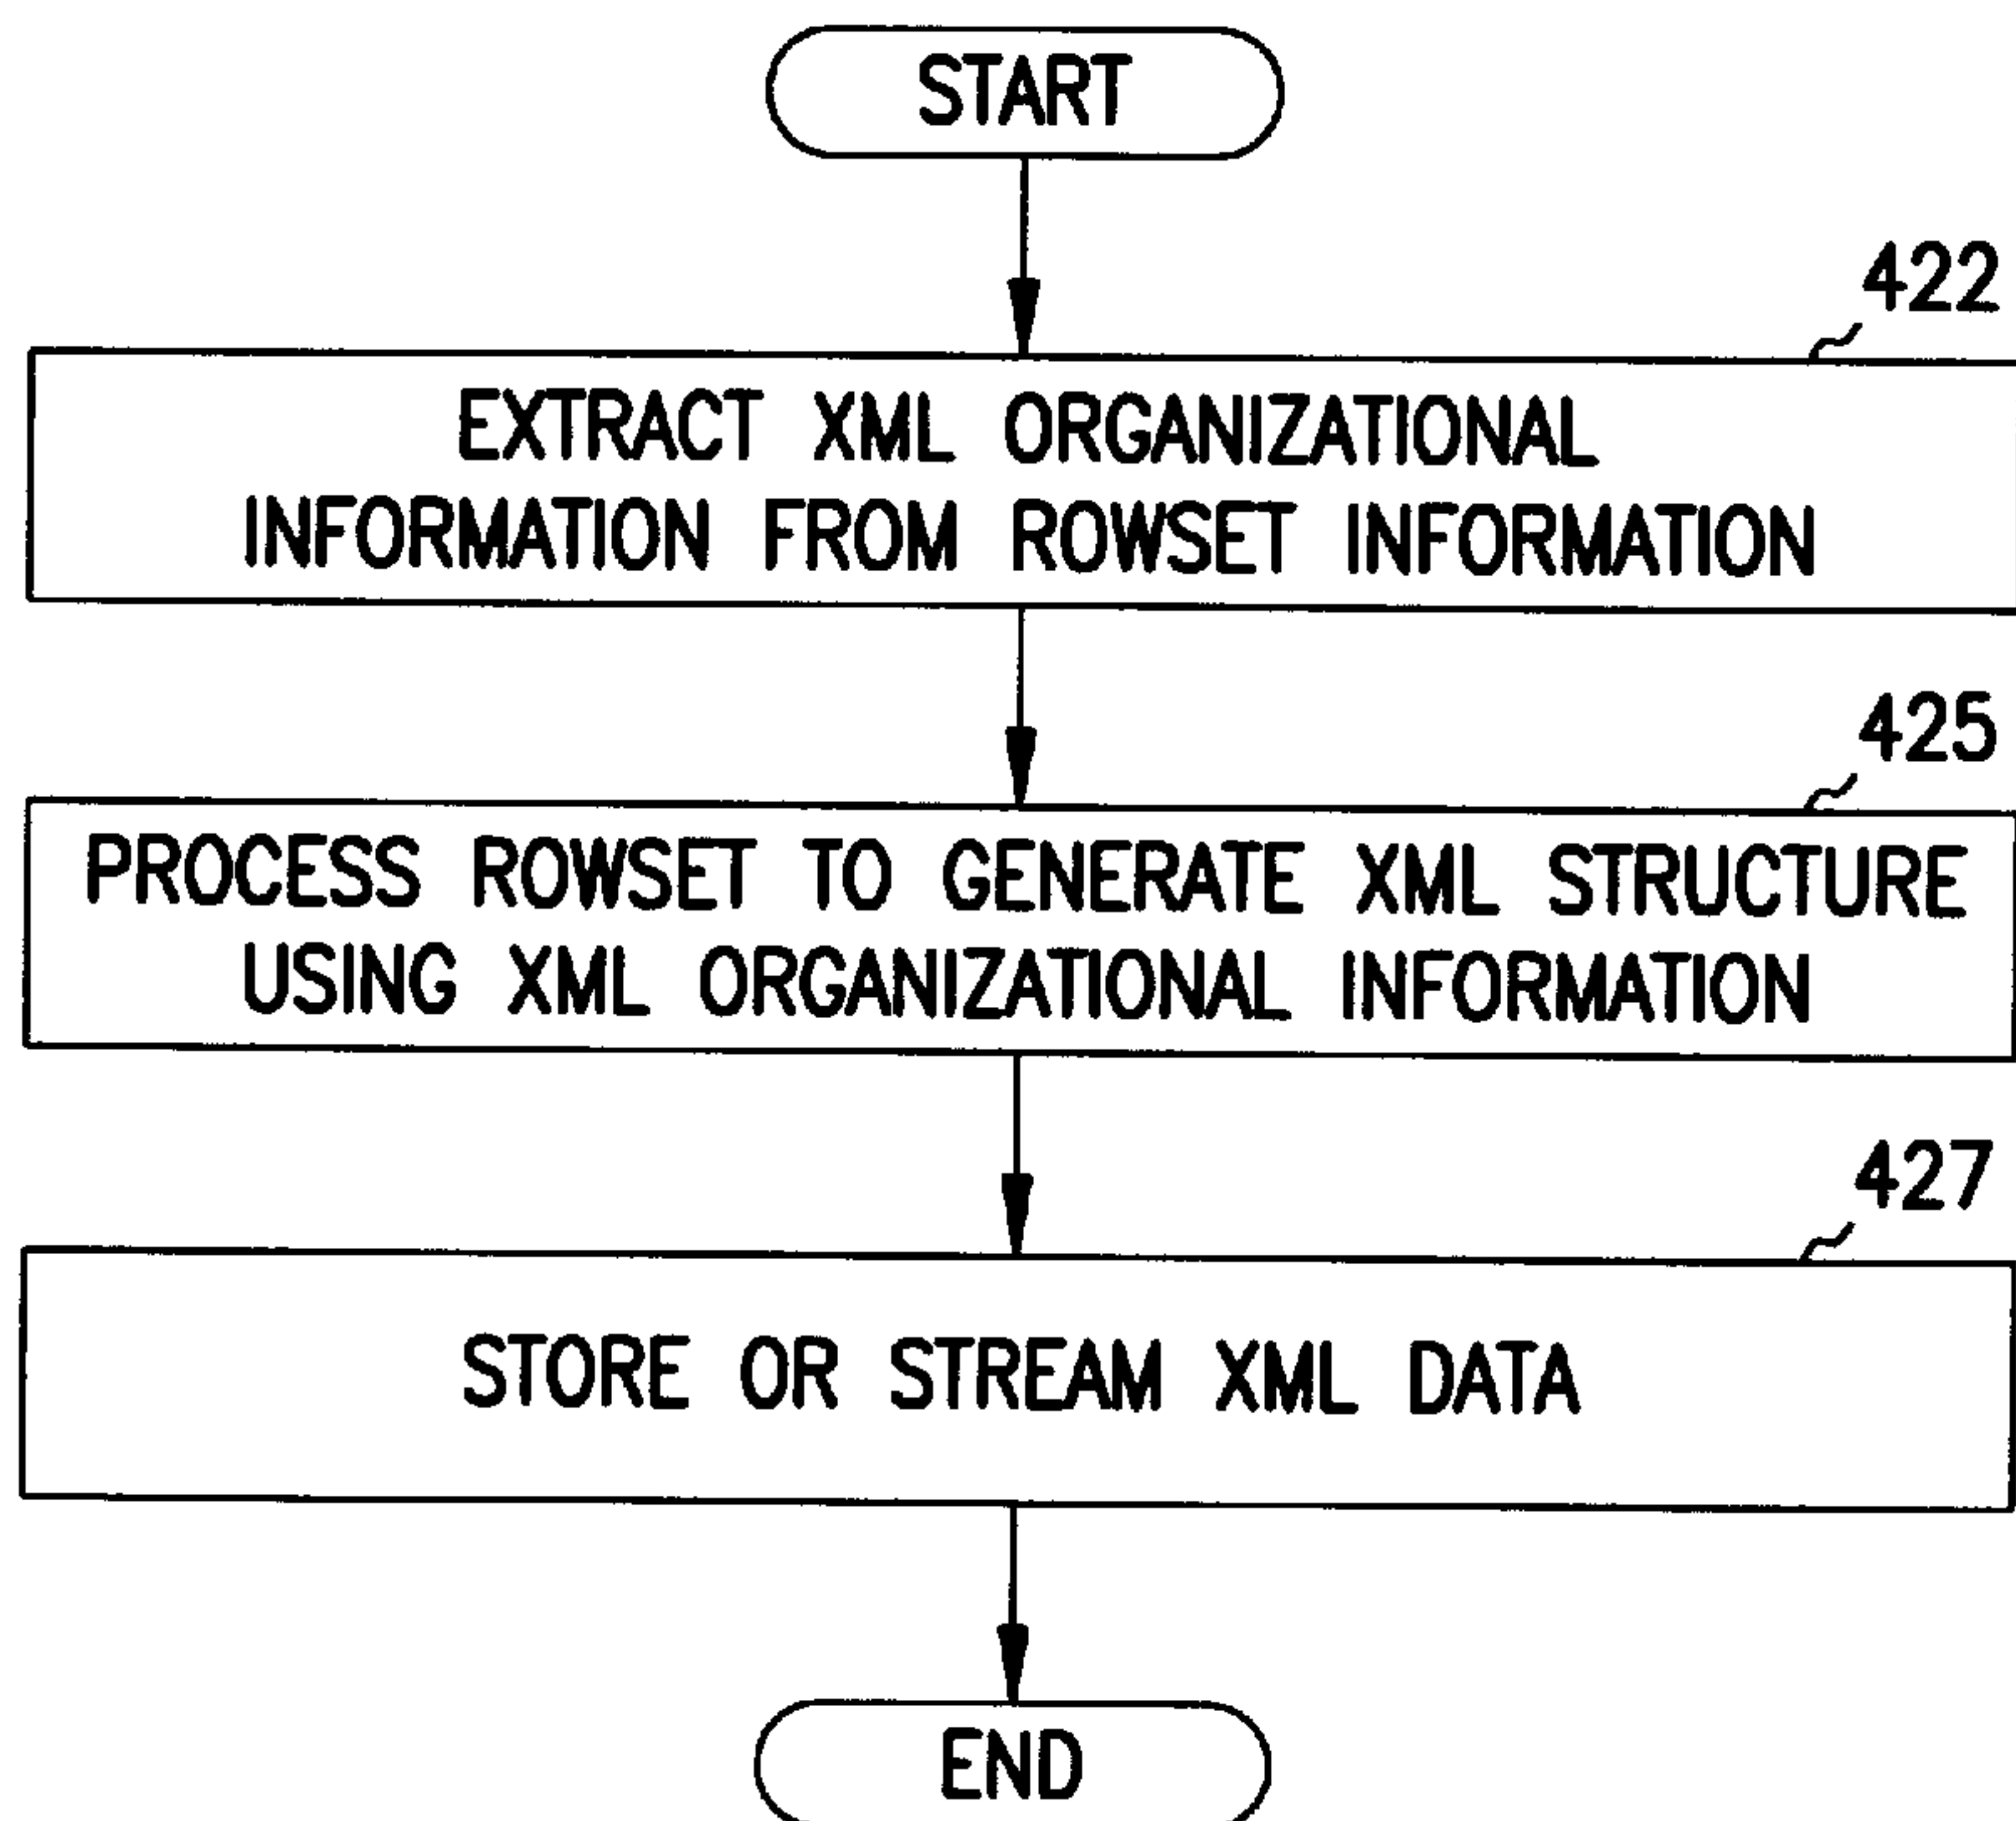 START
422
EXTRACT XML ORGANIZATIONAL
INFORMATION FROM ROWSET INFORMATION
425
PROCESS ROWSET TO GENERATE XML STRUCTURE
USING XML ORGANIZATIONAL INFORMATION
427
STORE OR STREAM XML DATA
END